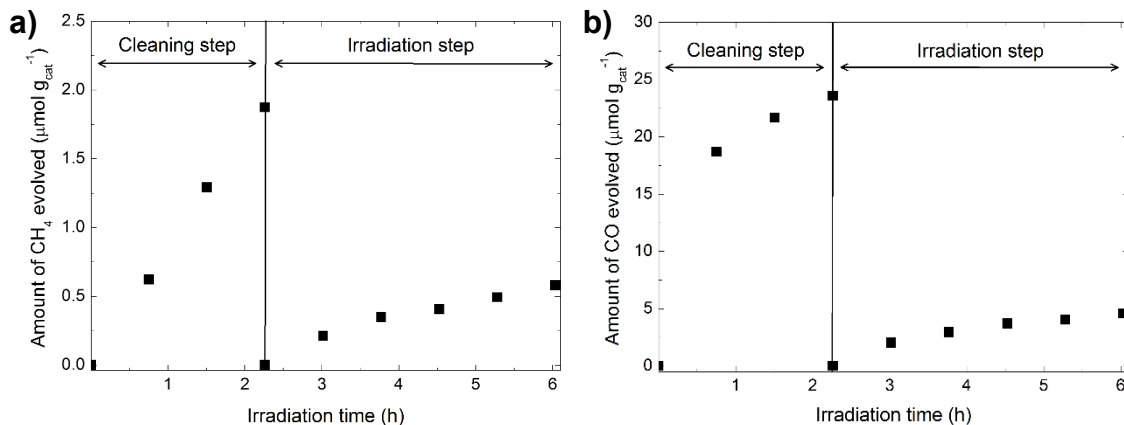 a)
Amount of CH₄ evolved (μmol g_cat⁻¹)
2.5
2.0
1.5
1.0
0.5
0.0
Cleaning step
Irradiation step
1 2 3 4 5 6
Irradiation time (h)
b)
Amount of CO evolved (μmol g_cat⁻¹)
30
25
20
15
10
5
0
Cleaning step
Irradiation step
1 2 3 4 5 6
Irradiation time (h)